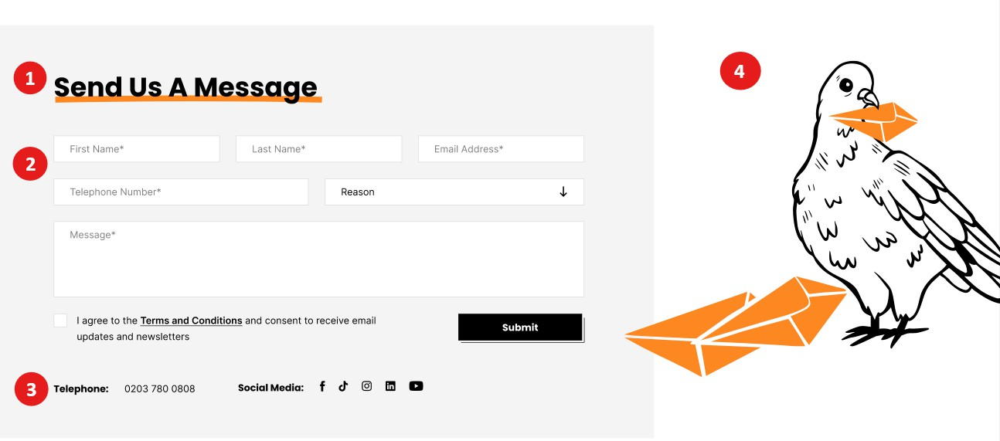 1
Send Us A Message
4
2
First Name*
Last Name*
Email Address*
Telephone Number*
Reason
Message*
I agree to the Terms and Conditions and consent to receive email
updates and newsletters
Submit
3
Telephone: 0203 780 0808
Social Media: